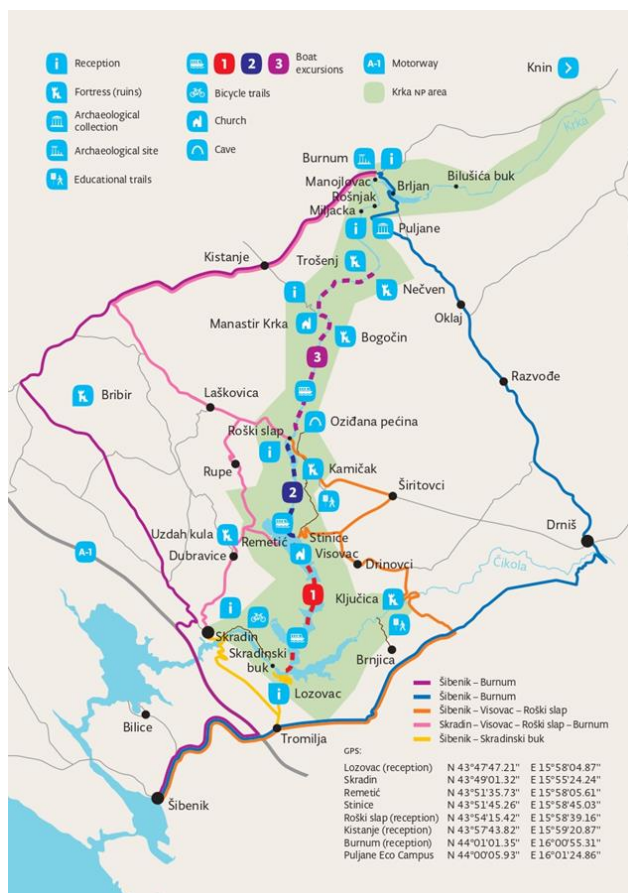 Reception
Fortress (ruins)
Archaeological
collection
Archaeological site
Educational trails
1 2 3 Boat
excursions
Bicycle trails
Church
Cave
A-1 Motorway
Krka NP area
Knin
Krka
Burnum
Manojlovac
Brljan
Bilušića buk
Rošnjak
Miljacka
Puljane
Kistanje
Trošenj
Nečven
Oklaj
Manastir Krka
Bogočin
3
Razvođe
Bribir
Laškovica
Oziđana pećina
Roški slap
Rupe
Kamičak
Širitovci
2
Drniš
Uzdah kula
Remetić
Stinice
Visovac
Dubravice
Drinovci
Čikola
A-1
1
Ključica
Skradin
Skradinski
buk
Brnjica
Lozovac
Bilice
Tromilja
Šibenik
Šibenik – Burnum
Šibenik – Burnum
Šibenik – Visovac – Roški slap
Skradin – Visovac – Roški slap – Burnum
Šibenik – Skradinski buk
GPS:
Lozovac (reception) N 43°47'47.21" E 15°58'04.87"
Skradin N 43°49'01.32" E 15°55'24.24"
Remetić N 43°51'35.73" E 15°58'05.61"
Stinice N 43°51'45.26" E 15°58'45.03"
Roški slap (reception) N 43°54'15.42" E 15°58'39.16"
Kistanje (reception) N 43°57'43.82" E 15°59'20.87"
Burnum (reception) N 44°01'01.35" E 16°00'55.31"
Puljane Eco Campus N 44°00'05.93" E 16°01'24.86"